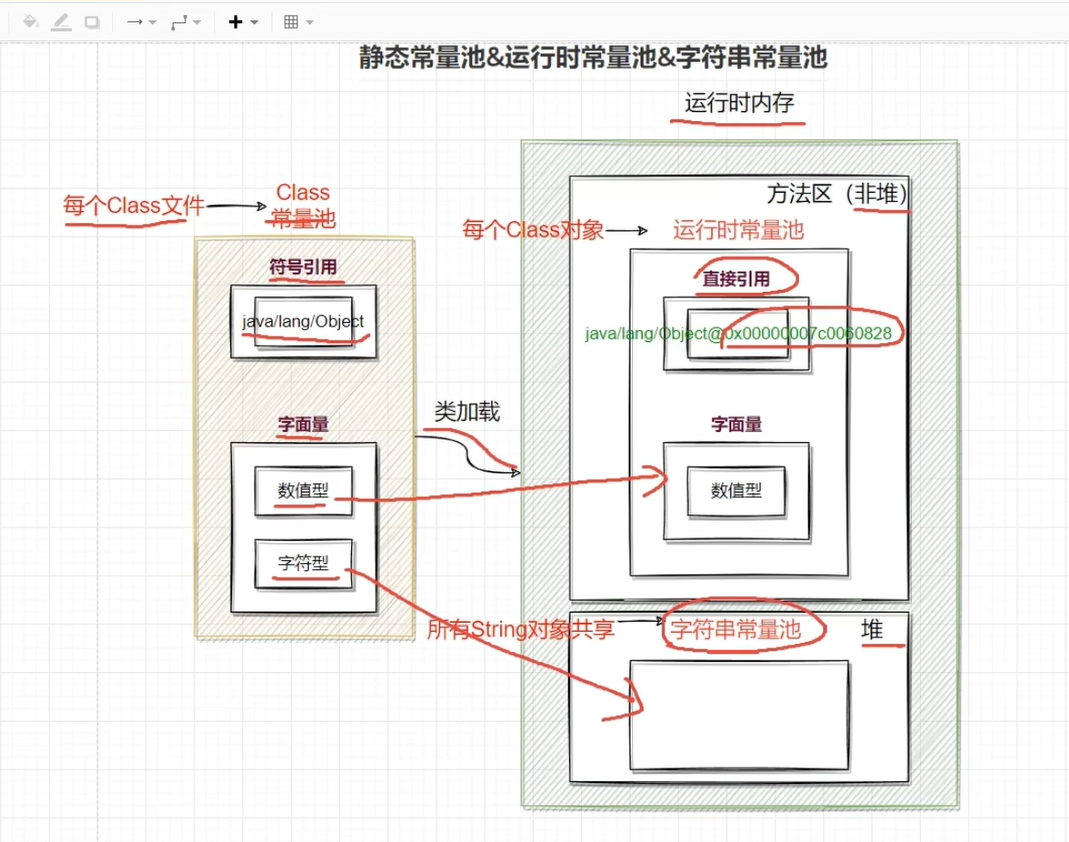 静态常量池&运行时常量池&字符串常量池
运行时内存
每个Class文件
Class
常量池
符号引用
java/lang/Object
字面量
数值型
字符型
类加载
方法区（非堆）
每个Class对象
运行时常量池
直接引用
java/lang/Object@0x00000007c0060828
字面量
数值型
所有String对象共享
字符串常量池
堆